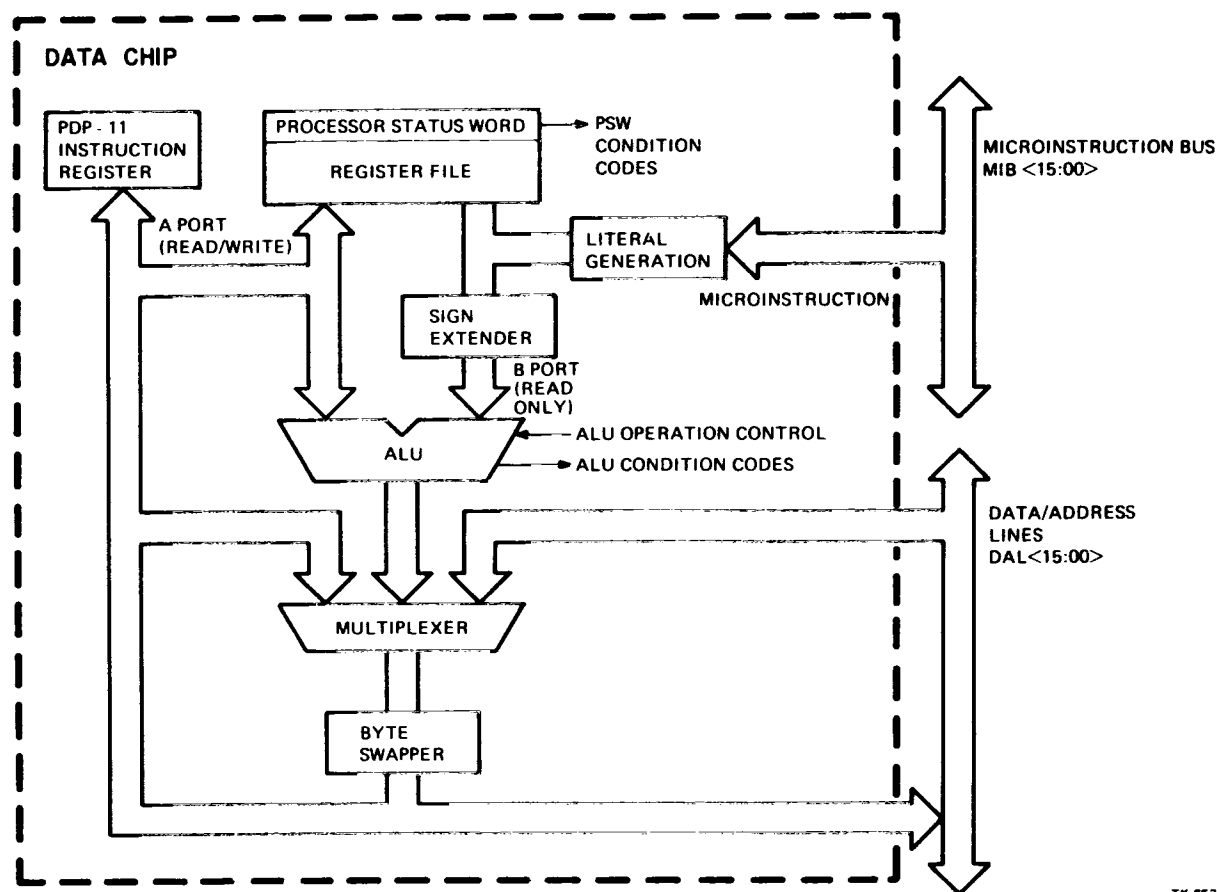 DATA CHIP
PDP - 11
INSTRUCTION
REGISTER
PROCESSOR STATUS WORD
REGISTER FILE
PSW
CONDITION
CODES
MICROINSTRUCTION BUS
MIB <15:00>
A PORT
(READ/WRITE)
LITERAL
GENERATION
MICROINSTRUCTION
SIGN
EXTENDER
B PORT
(READ
ONLY)
ALU
ALU OPERATION CONTROL
ALU CONDITION CODES
DATA/ADDRESS
LINES
DAL<15:00>
MULTIPLEXER
BYTE
SWAPPER